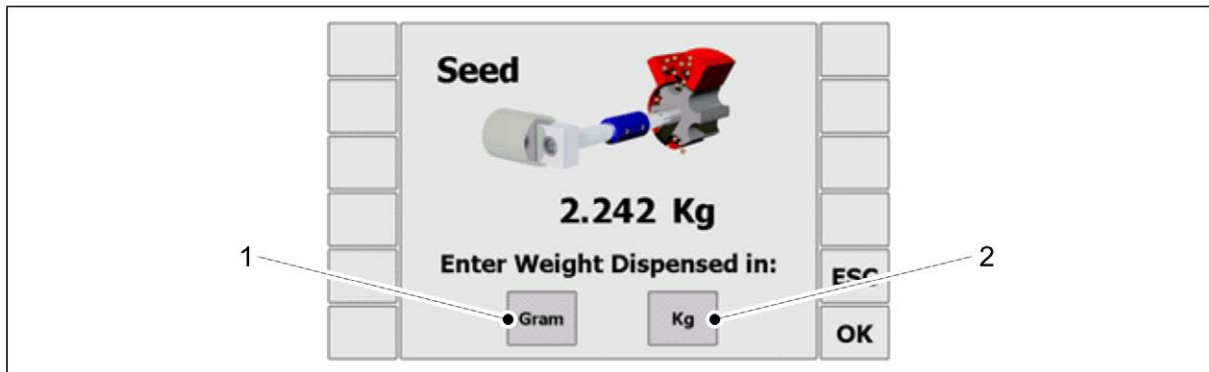 Seed
2.242 Kg
1
2
Enter Weight Dispensed in:
ESC
Gram
Kg
OK